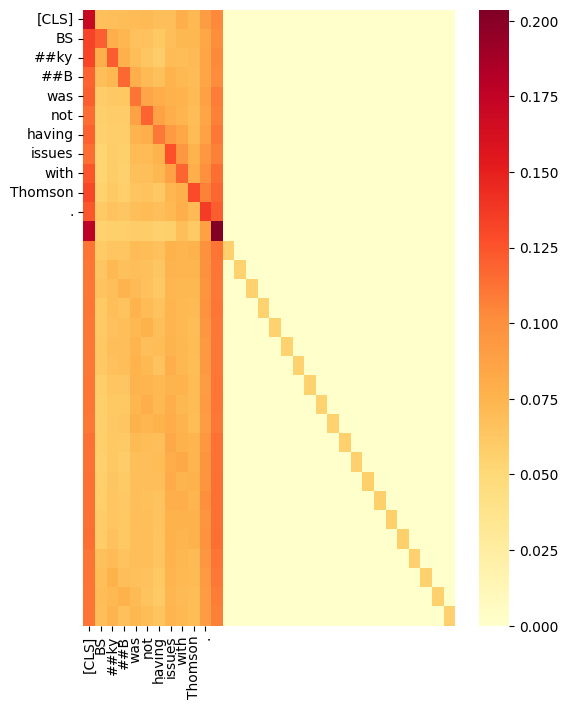 [CLS]
BS
##ky
##B
was
not
having
issues
with
Thomson
.
0.200
0.175
0.150
0.125
0.100
0.075
0.050
0.025
0.000
[CLS]
BS
##ky
##B
was
not
having
issues
with
Thomson
.